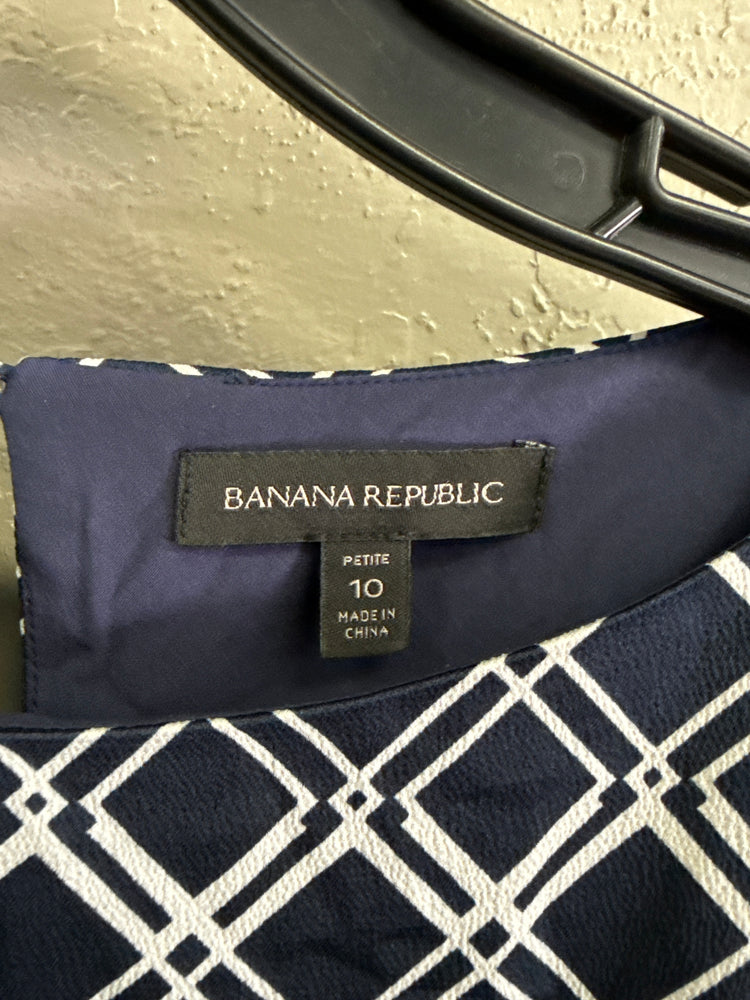 BANANA REPUBLIC
PETITE
10
MADE IN
CHINA